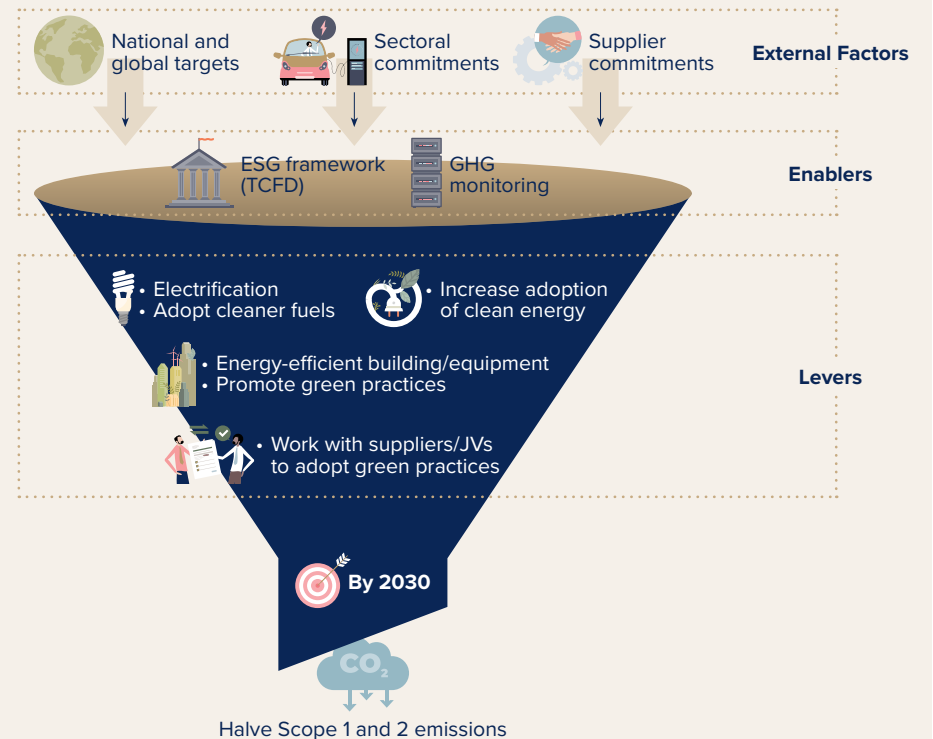 National and
global targets
Sectoral
commitments
Supplier
commitments
External Factors
ESG framework
(TCFD)
GHG
monitoring
Enablers
• Electrification
• Adopt cleaner fuels
• Increase adoption
of clean energy
• Energy-efficient building/equipment
• Promote green practices
Levers
• Work with suppliers/JVs
to adopt green practices
By 2030
CO₂
Halve Scope 1 and 2 emissions